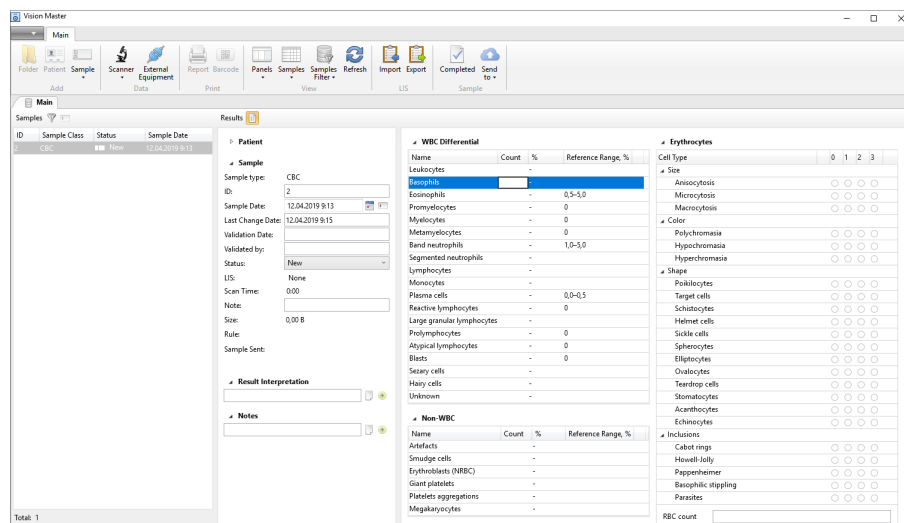 Vision Master
Main
Folder Patient Sample Scanner External Equipment Report Barcode Panels Samples Samples Filter Refresh Import Export Completed Send to
Add Data Print View LIS Sample
Main
Samples
Results
ID Sample Class Status Sample Date
2 CBC New 12.04.2019 9:13
Total: 1
Patient
Sample
Sample type: CBC
ID: 2
Sample Date: 12.04.2019 9:13
Last Change Date: 12.04.2019 9:15
Validation Date:
Validated by:
Status: New
LIS: None
Scan Time: 0:00
Note:
Size: 0,00 B
Rule:
Sample Sent:
Result Interpretation
Notes
WBC Differential
Name Count % Reference Range, %
Leukocytes -
Basophils -
Eosinophils - 0,5–5,0
Promyelocytes - 0
Myelocytes - 0
Metamyelocytes - 0
Band neutrophils - 1,0–5,0
Segmented neutrophils -
Lymphocytes -
Monocytes -
Plasma cells - 0,0–0,5
Reactive lymphocytes - 0
Large granular lymphocytes -
Prolymphocytes - 0
Atypical lymphocytes - 0
Blasts - 0
Sezary cells -
Hairy cells -
Unknown -
Non-WBC
Name Count % Reference Range, %
Artefacts -
Smudge cells -
Erythroblasts (NRBC) -
Giant platelets -
Platelets aggregations -
Megakaryocytes -
Erythrocytes
Cell Type 0 1 2 3
Size
Anisocytosis
Microcytosis
Macrocytosis
Color
Polychromasia
Hypochromasia
Hyperchromasia
Shape
Poikilocytes
Target cells
Schistocytes
Helmet cells
Sickle cells
Spherocytes
Elliptocytes
Ovalocytes
Teardrop cells
Stomatocytes
Acanthocytes
Echinocytes
Inclusions
Cabot rings
Howell-Jolly
Pappenheimer
Basophilic stippling
Parasites
RBC count